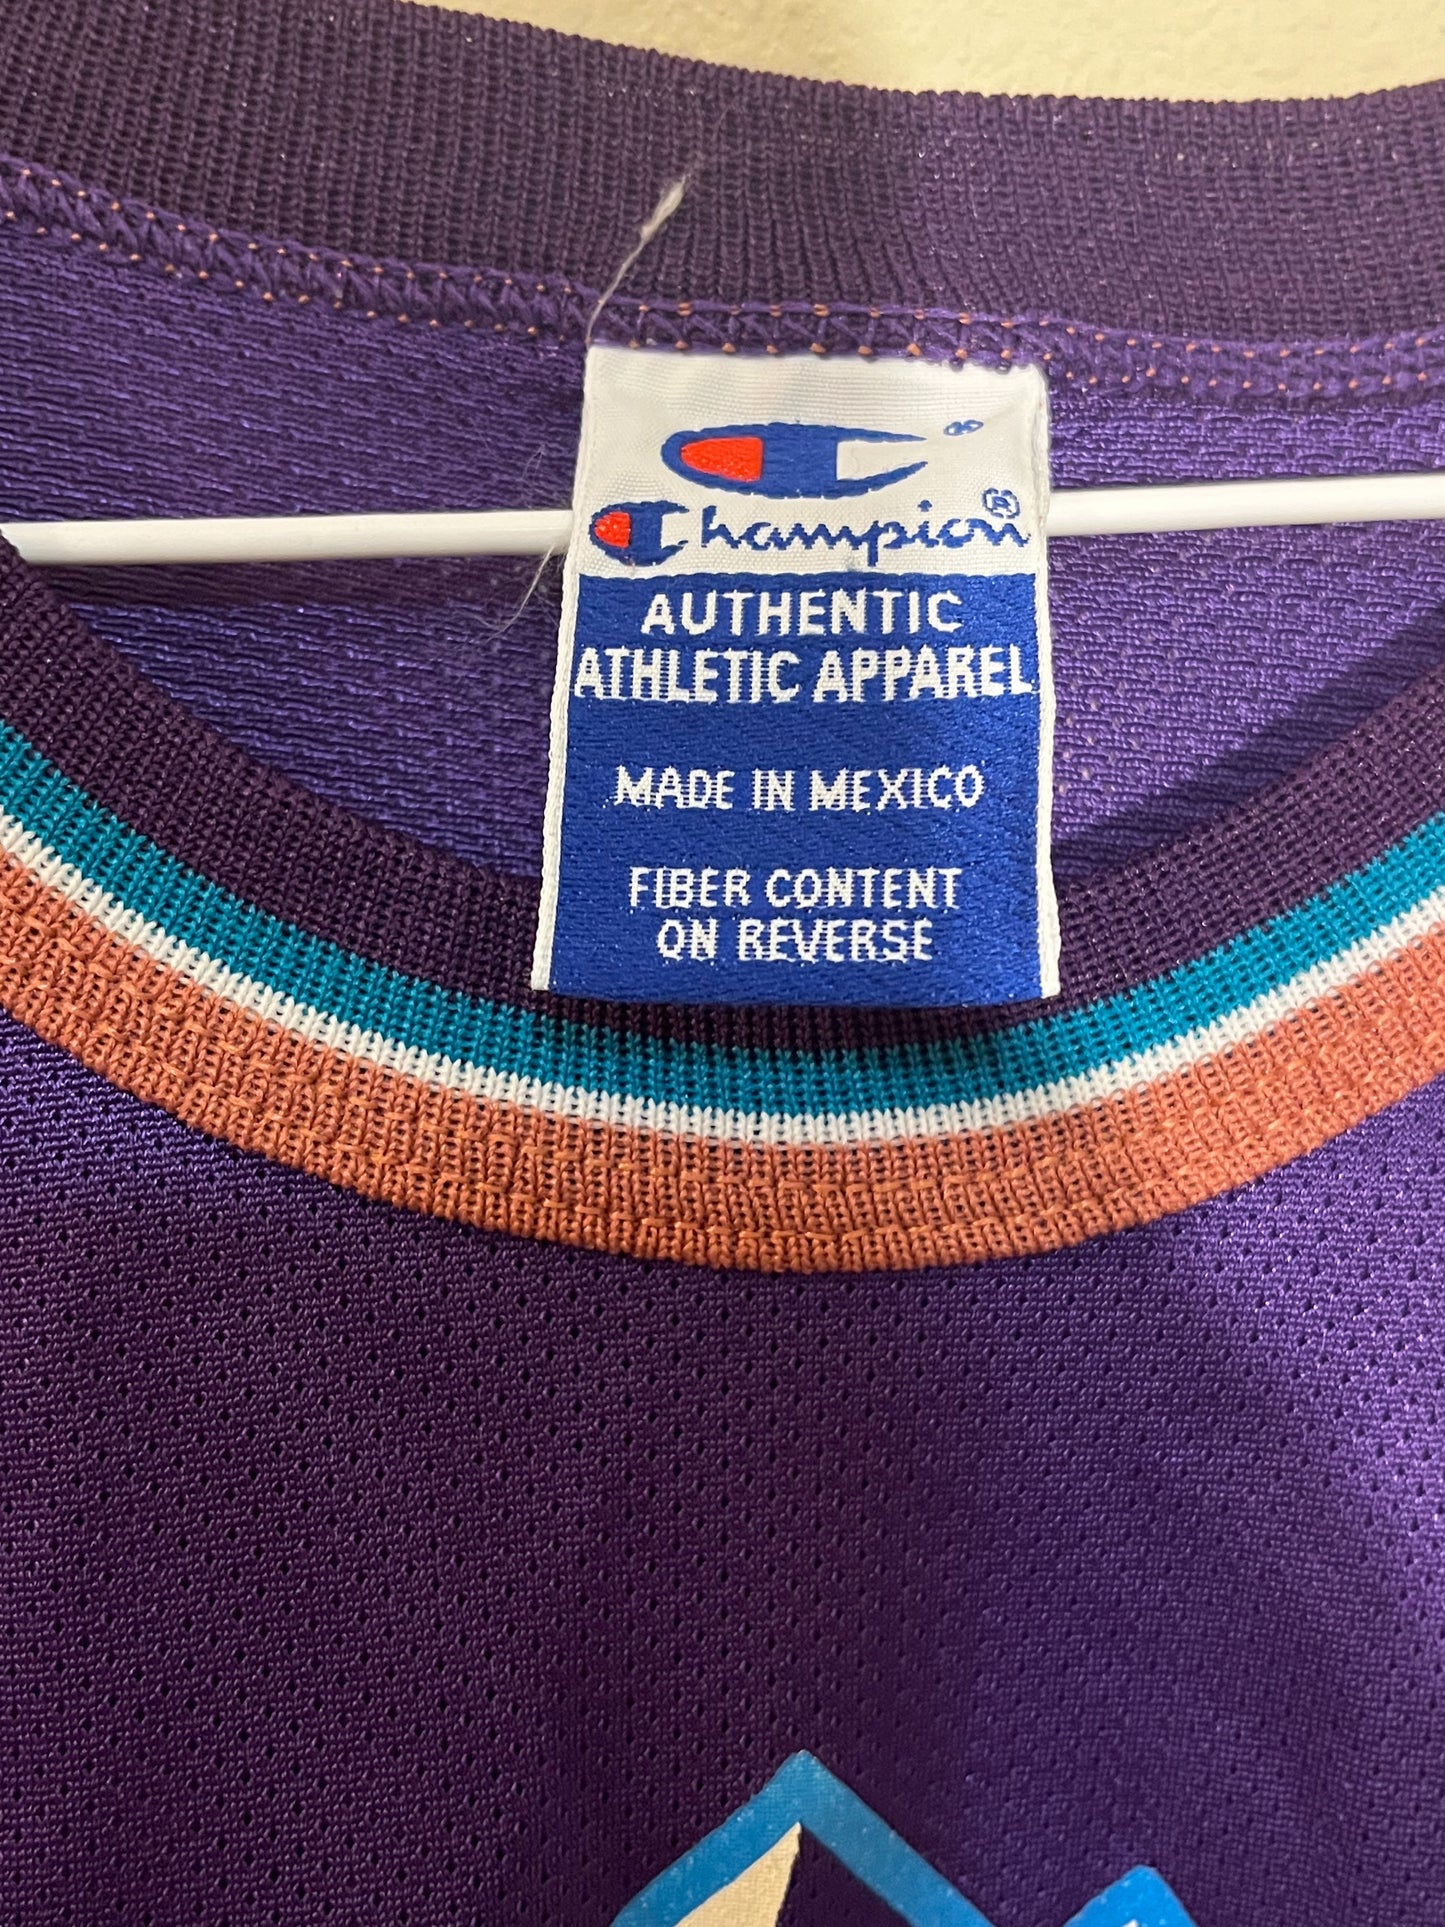 Champion®
AUTHENTIC
ATHLETIC APPAREL
MADE IN MEXICO
FIBER CONTENT
ON REVERSE